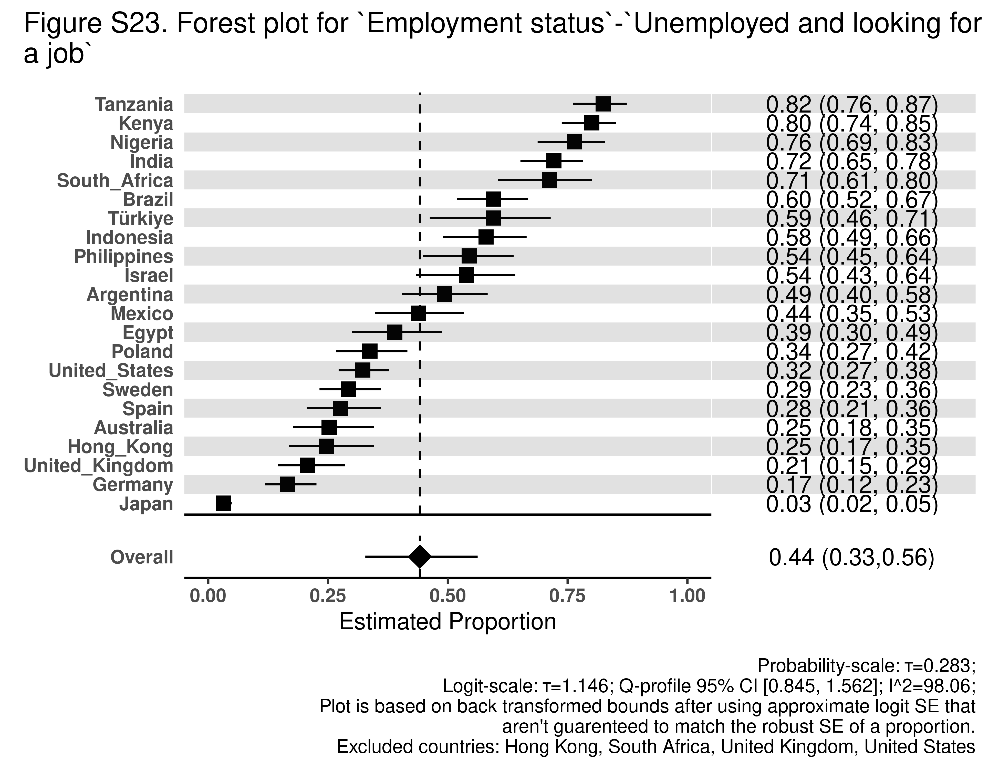 Figure S23. Forest plot for `Employment status`-`Unemployed and looking for
a job`
Tanzania 0.82 (0.76, 0.87)
Kenya 0.80 (0.74, 0.85)
Nigeria 0.76 (0.69, 0.83)
India 0.72 (0.65, 0.78)
South_Africa 0.71 (0.61, 0.80)
Brazil 0.60 (0.52, 0.67)
Türkiye 0.59 (0.46, 0.71)
Indonesia 0.58 (0.49, 0.66)
Philippines 0.54 (0.45, 0.64)
Israel 0.54 (0.43, 0.64)
Argentina 0.49 (0.40, 0.58)
Mexico 0.44 (0.35, 0.53)
Egypt 0.39 (0.30, 0.49)
Poland 0.34 (0.27, 0.42)
United_States 0.32 (0.27, 0.38)
Sweden 0.29 (0.23, 0.36)
Spain 0.28 (0.21, 0.36)
Australia 0.25 (0.18, 0.35)
Hong_Kong 0.25 (0.17, 0.35)
United_Kingdom 0.21 (0.15, 0.29)
Germany 0.17 (0.12, 0.23)
Japan 0.03 (0.02, 0.05)
Overall 0.44 (0.33,0.56)
0.00 0.25 0.50 0.75 1.00
Estimated Proportion
Probability-scale: τ=0.283;
Logit-scale: τ=1.146; Q-profile 95% CI [0.845, 1.562]; I^2=98.06;
Plot is based on back transformed bounds after using approximate logit SE that
aren't guarenteed to match the robust SE of a proportion.
Excluded countries: Hong Kong, South Africa, United Kingdom, United States